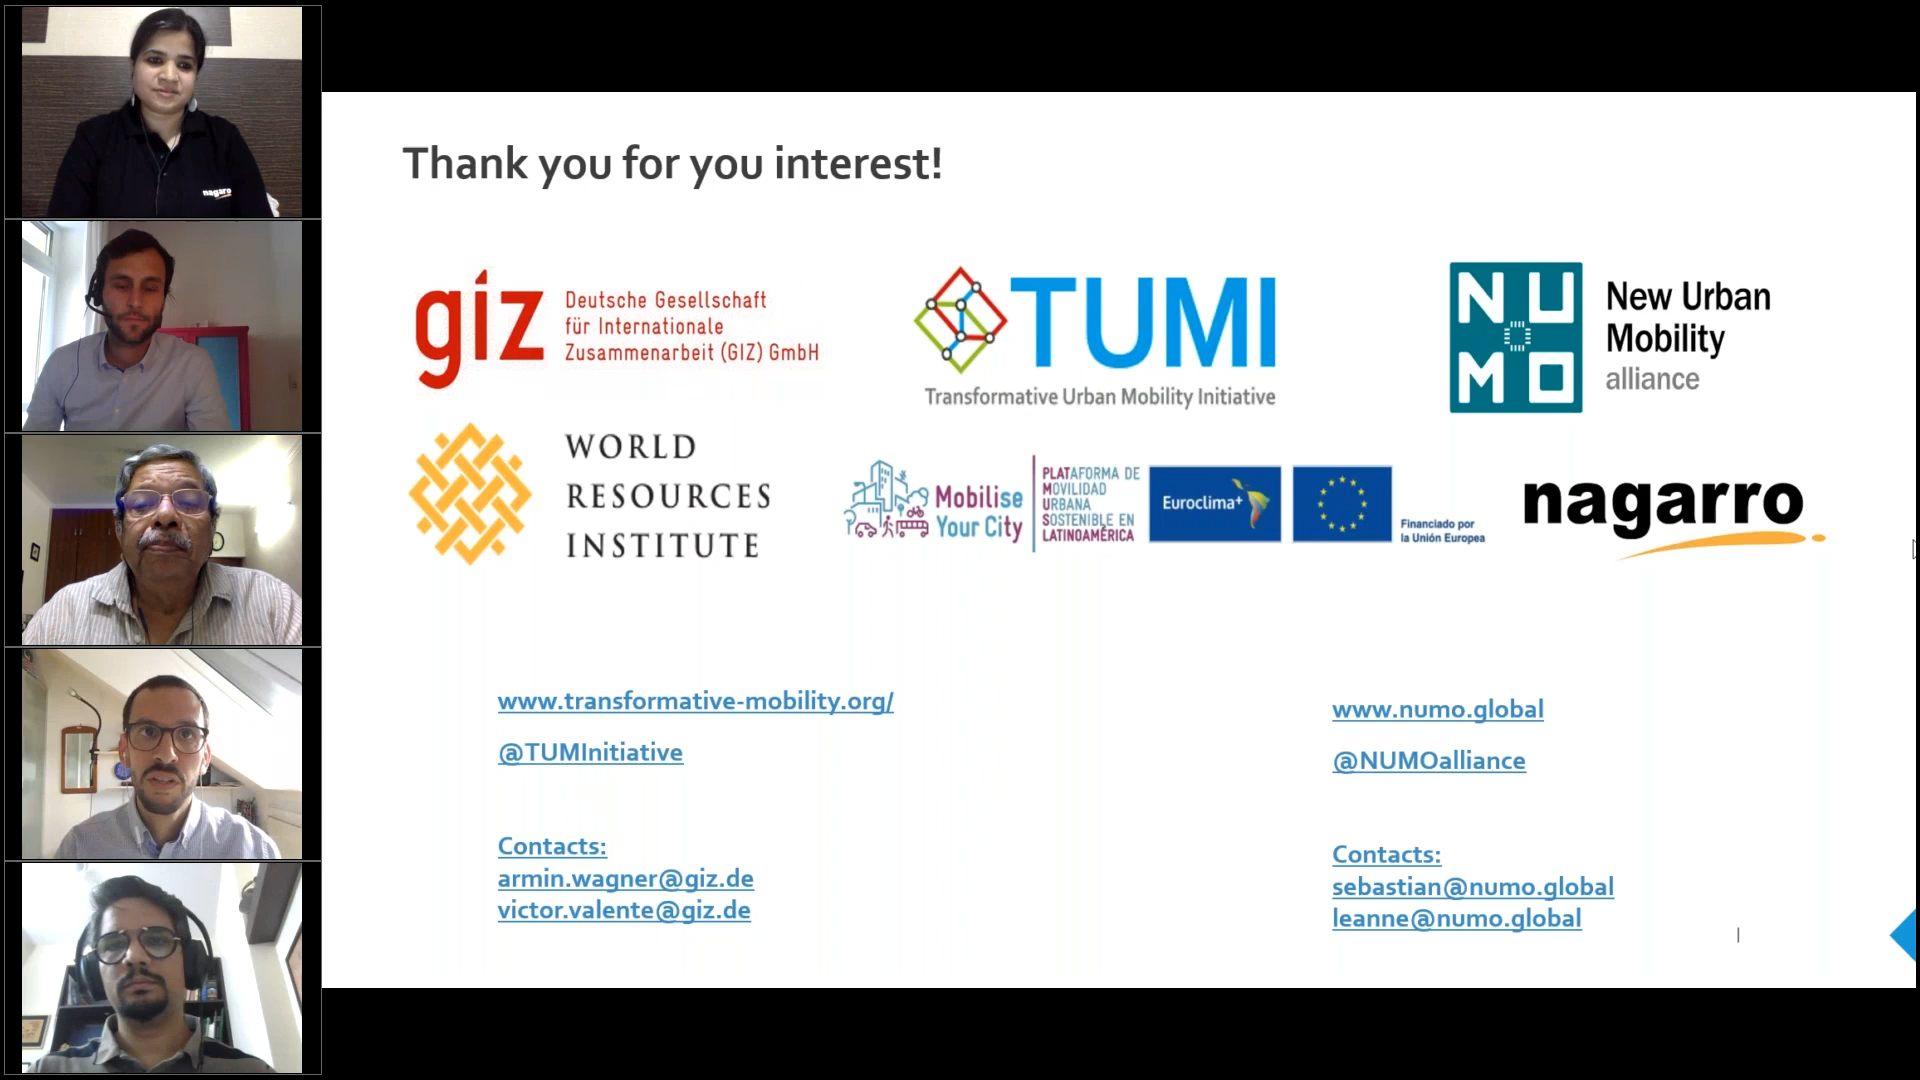 nagarro
Thank you for you interest!
giz
Deutsche Gesellschaft
für Internationale
Zusammenarbeit (GIZ) GmbH
TUMI
Transformative Urban Mobility Initiative
NU
MO
New Urban
Mobility
alliance
WORLD
RESOURCES
INSTITUTE
Mobilise
Your City
PLATAFORMA DE
MOVILIDAD
URBANA
SOSTENIBLE EN
LATINOAMÉRICA
Euroclima+
Financiado por
la Unión Europea
nagarro
www.transformative-mobility.org/
@TUMInitiative
Contacts:
armin.wagner@giz.de
victor.valente@giz.de
www.numo.global
@NUMOalliance
Contacts:
sebastian@numo.global
leanne@numo.global